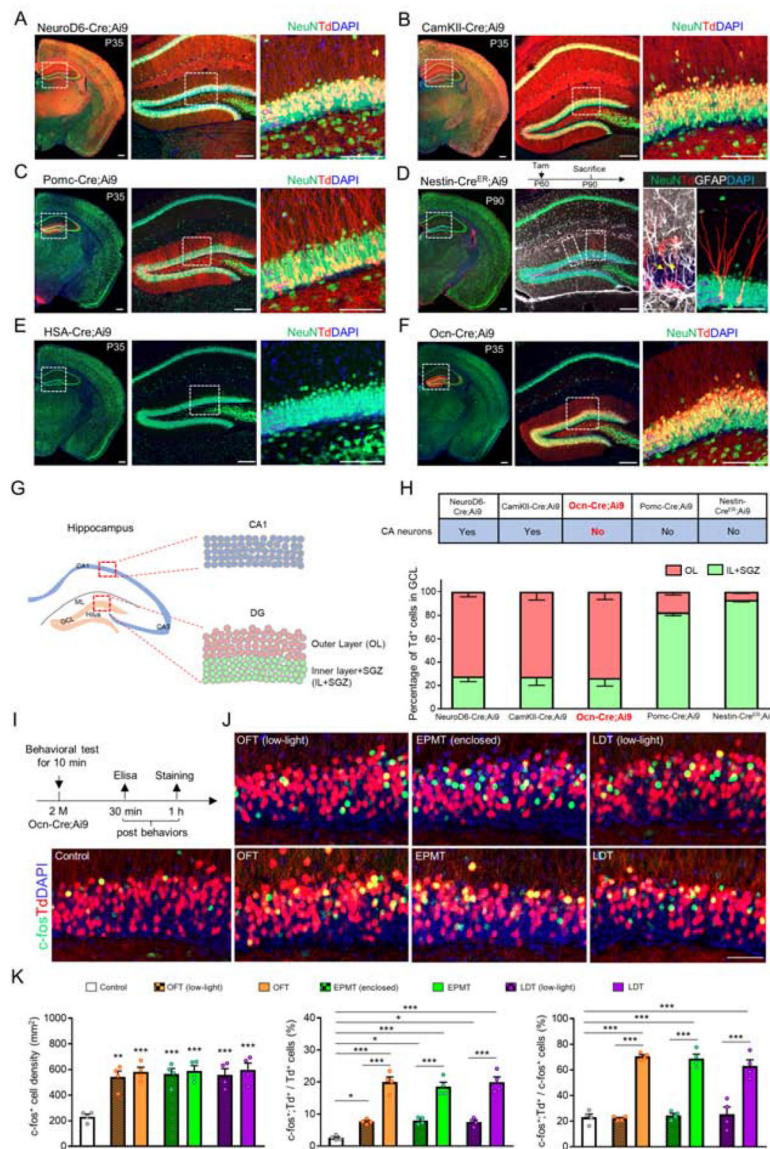 A
NeuroD6-Cre;Ai9
P35
NeuNTdDAPI
B
CamKII-Cre;Ai9
P35
NeuNTdDAPI
C
Pomc-Cre;Ai9
P35
NeuNTdDAPI
D
Nestin-CreER;Ai9
P90
Tam
Sacrifice
P60
P90
NeuNTdGFAPDAPI
E
HSA-Cre;Ai9
P35
NeuNTdDAPI
F
Ocn-Cre;Ai9
P35
NeuNTdDAPI
G
Hippocampus
CA1
CA1
ML
Hilus
GCL
CA3
DG
Outer Layer (OL)
Inner layer+SGZ
(IL+SGZ)
H
NeuroD6-
Cre;Ai9
CamKII-Cre;Ai9
Ocn-Cre;Ai9
Pomc-Cre;Ai9
Nestin-
CreER;Ai9
CA neurons
Yes
Yes
No
No
No
OL
IL+SGZ
Percentage of Td+ cells in GCL
100
80
60
40
20
0
NeuroD6-Cre;Ai9
CamKII-Cre;Ai9
Ocn-Cre;Ai9
Pomc-Cre;Ai9
Nestin-CreER;Ai9
I
Behavioral test
for 10 min
Elisa
Staining
2 M
30 min
1 h
Ocn-Cre;Ai9
post behaviors
J
OFT (low-light)
EPMT (enclosed)
LDT (low-light)
c-fosTdDAPI
Control
OFT
EPMT
LDT
K
Control
OFT (low-light)
OFT
EPMT (enclosed)
EPMT
LDT (low-light)
LDT
c-fos+ cell density (mm2)
1000
800
600
400
200
0
** *** *** *** *** ***
c-fos+;Td+ / Td+ cells (%)
40
30
20
10
0
***
*
***
*
***
*
***
***
***
c-fos+;Td+ / c-fos+ cells (%)
100
80
60
40
20
0
***
***
***
***
***
***